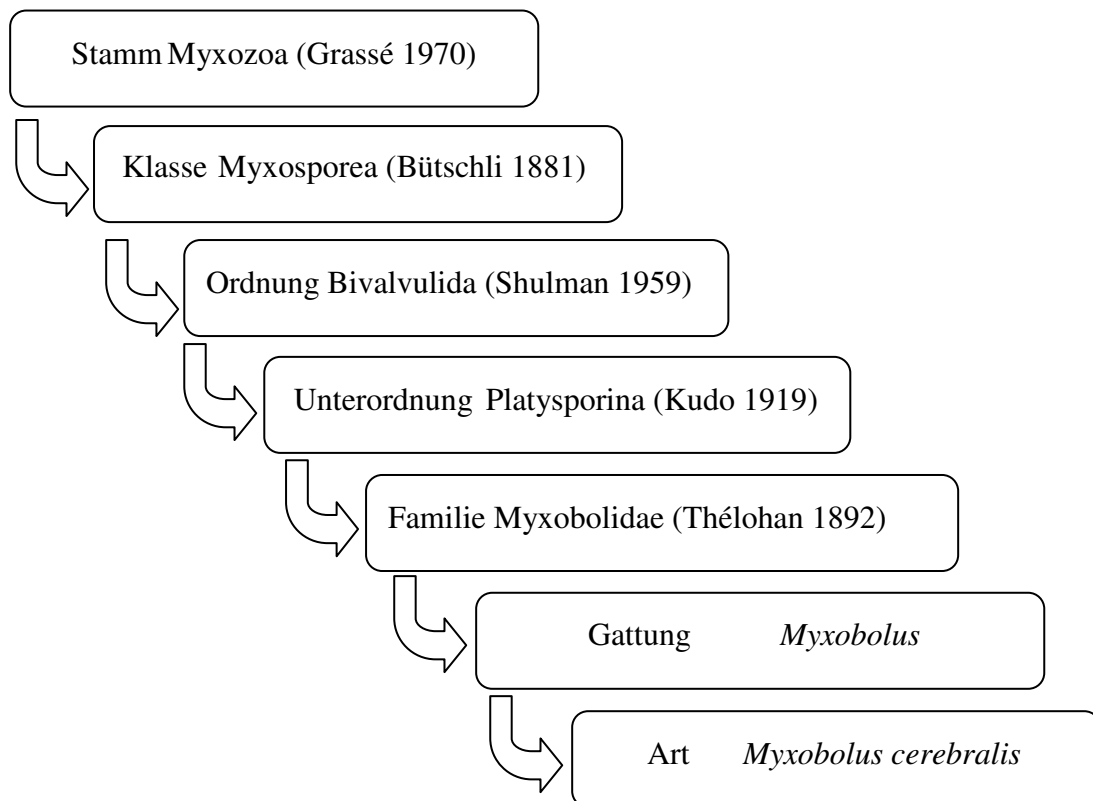 Stamm Myxozoa (Grassé 1970)
Klasse Myxosporea (Bütschli 1881)
Ordnung Bivalvulida (Shulman 1959)
Unterordnung Platysporina (Kudo 1919)
Familie Myxobolidae (Thélohan 1892)
Gattung Myxobolus
Art Myxobolus cerebralis